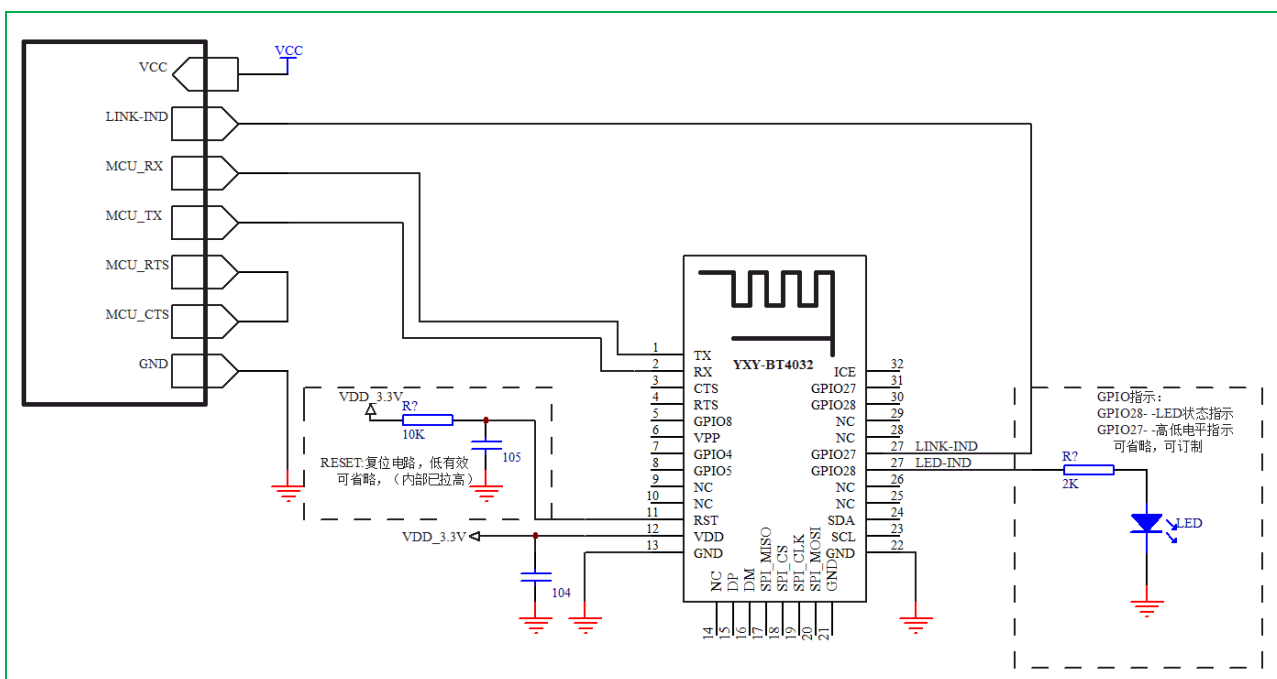 VCC
VCC
LINK-IND
MCU_RX
MCU_TX
MCU_RTS
MCU_CTS
GND
VDD_3.3V
R?
10K
105
RESET:复位电路，低有效
可省略，（内部已拉高）
VDD_3.3V
104
YXY-BT4032
1 TX
2 RX
3 CTS
4 RTS
5 GPIO8
6 VPP
7 GPIO4
8 GPIO5
9 NC
10 NC
11 RST
12 VDD
13 GND
14 NC
15 DP
16 DM
17 SPI_MISO
18 SPI_CS
19 SPI_CLK
20 SPI_MOSI
21 GND
ICE 32
GPIO27 31
GPIO28 30
NC 29
NC 28
GPIO27 27 LINK-IND
GPIO28 27 LED-IND
NC 26
NC 25
SDA 24
SCL 23
GND 22
GPIO指示：
GPIO28- -LED状态指示
GPIO27- -高低电平指示
可省略，可订制
R?
2K
LED